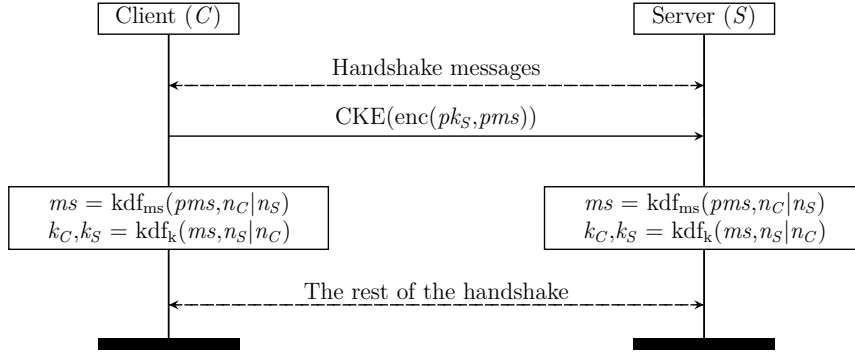 Client (C)
Server (S)
Handshake messages
CKE(enc(pk_S,pms))
ms = kdf_ms(pms,n_C|n_S)
k_C,k_S = kdf_k(ms,n_S|n_C)
ms = kdf_ms(pms,n_C|n_S)
k_C,k_S = kdf_k(ms,n_S|n_C)
The rest of the handshake